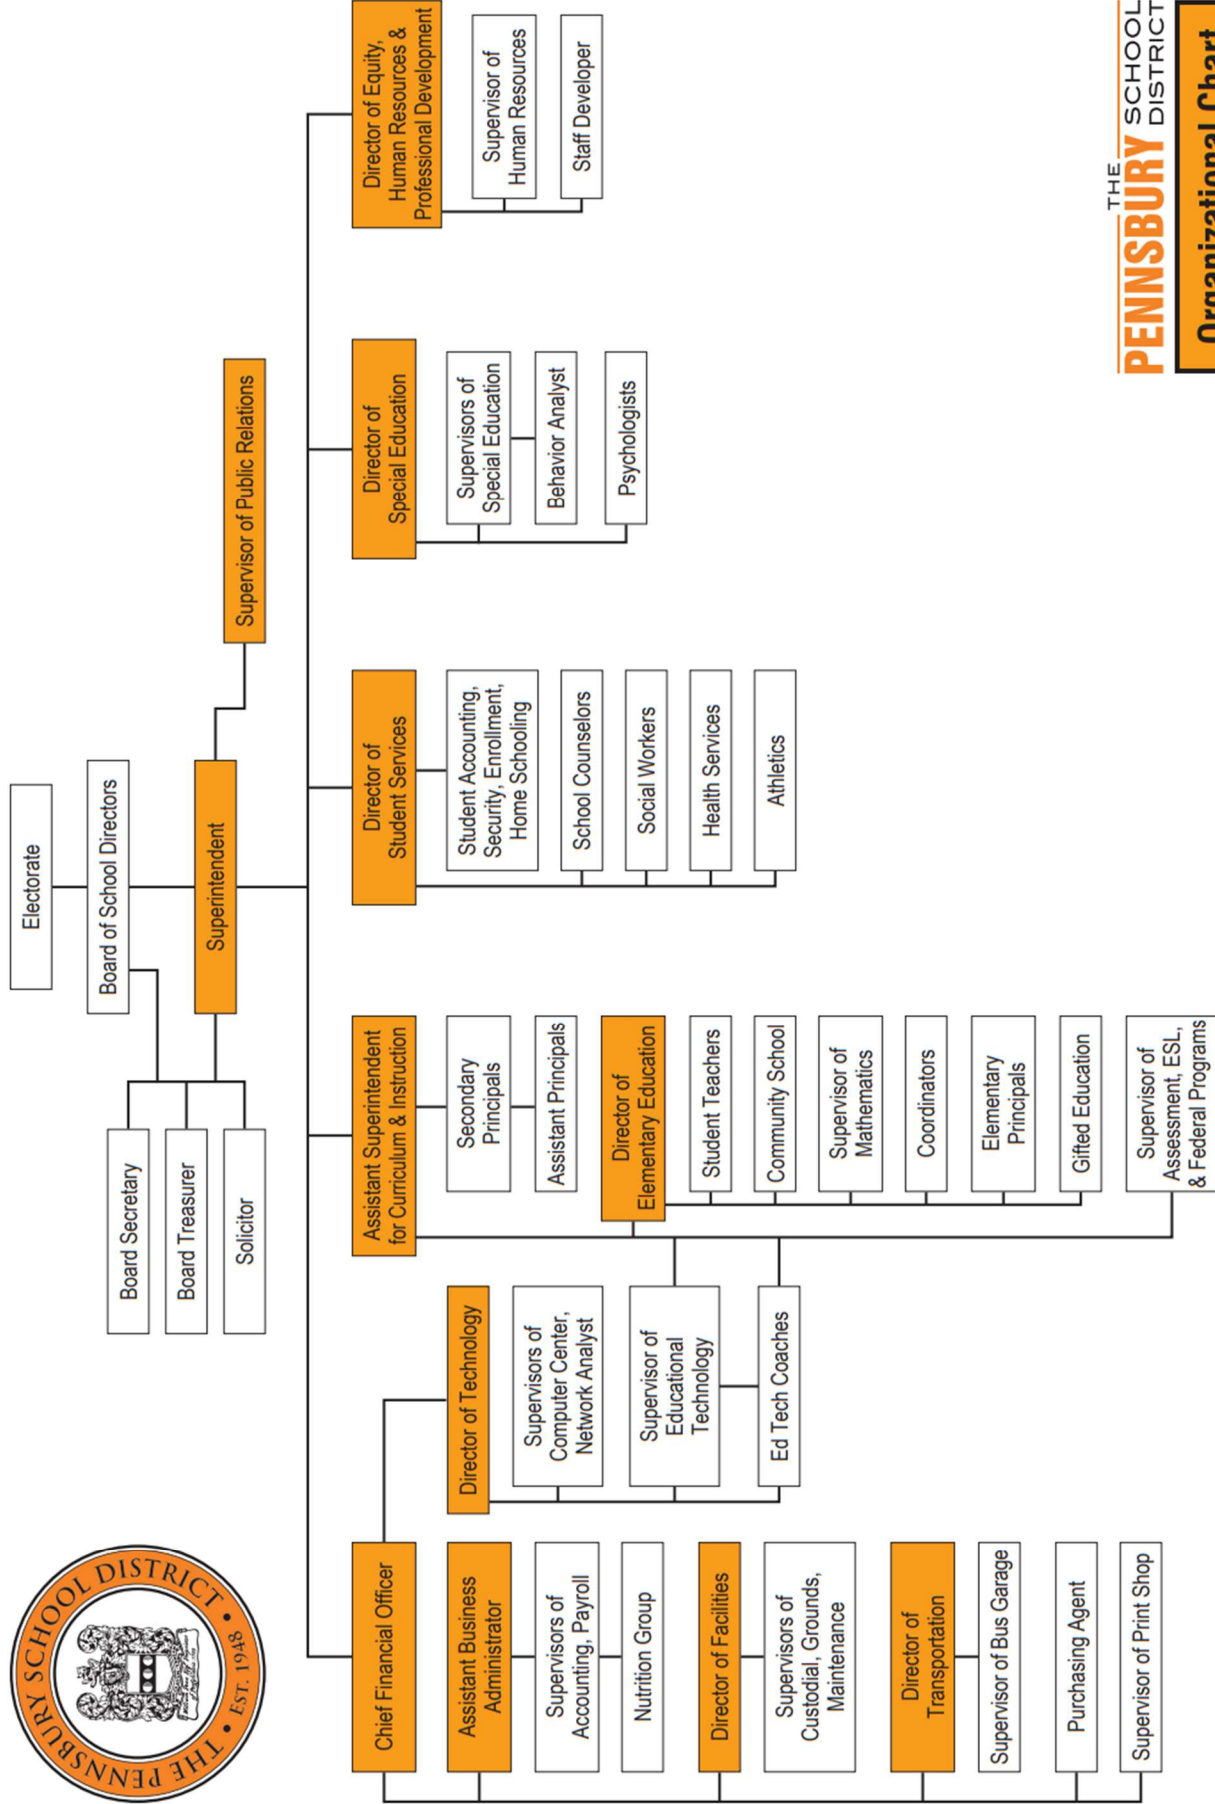 THE PENNSBURY SCHOOL DISTRICT
EST. 1948
Electorate
Board of School Directors
Board Secretary
Board Treasurer
Solicitor
Superintendent
Supervisor of Public Relations
Chief Financial Officer
Assistant Business
Administrator
Supervisors of
Accounting, Payroll
Nutrition Group
Director of Facilities
Supervisors of
Custodial, Grounds,
Maintenance
Director of
Transportation
Supervisor of Bus Garage
Purchasing Agent
Supervisor of Print Shop
Director of Technology
Supervisors of
Computer Center,
Network Analyst
Supervisor of
Educational
Technology
Ed Tech Coaches
Assistant Superintendent
for Curriculum & Instruction
Secondary
Principals
Assistant Principals
Director of
Elementary Education
Student Teachers
Community School
Supervisor of
Mathematics
Coordinators
Elementary
Principals
Gifted Education
Supervisor of
Assessment, ESL,
& Federal Programs
Director of
Student Services
Student Accounting,
Security, Enrollment,
Home Schooling
School Counselors
Social Workers
Health Services
Athletics
Director of
Special Education
Supervisors of
Special Education
Behavior Analyst
Psychologists
Director of Equity,
Human Resources &
Professional Development
Supervisor of
Human Resources
Staff Developer
THE
PENNSBURY SCHOOL
DISTRICT
Organizational Chart